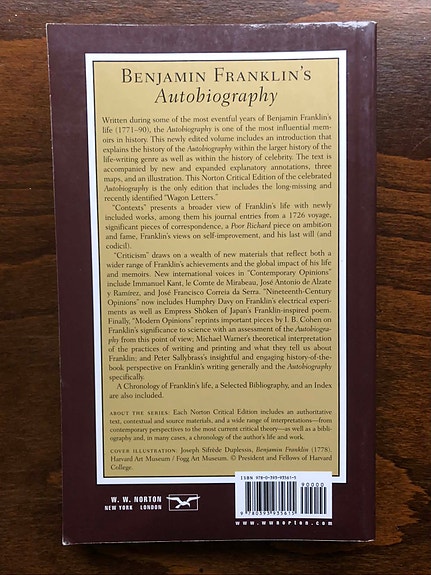 BENJAMIN FRANKLIN'S
Autobiography
Written during some of the most eventful years of Benjamin Franklin's
life (1771–90), the Autobiography is one of the most influential mem-
oirs in history. This newly edited volume includes an introduction that
explains the history of the Autobiography within the larger history of the
life-writing genre as well as within the history of celebrity. The text is
accompanied by new and expanded explanatory annotations, three
maps, and an illustration. This Norton Critical Edition of the celebrated
Autobiography is the only edition that includes the long-missing and
recently identified "Wagon Letters."
"Contexts" presents a broader view of Franklin's life with newly
included works, among them his journal entries from a 1726 voyage,
significant pieces of correspondence, a Poor Richard piece on ambition
and fame, Franklin's views on self-improvement, and his last will (and
codicil).
"Criticism" draws on a wealth of new materials that reflect both a
wider range of Franklin's achievements and the global impact of his life
and memoirs. New international voices in "Contemporary Opinions"
include Immanuel Kant, le Comte de Mirabeau, José Antonio de Alzate
y Ramírez, and José Francisco Correia da Serra. "Nineteenth-Century
Opinions" now includes Humphry Davy on Franklin's electrical experi-
ments as well as Empress Shōken of Japan's Franklin-inspired poem.
Finally, "Modern Opinions" reprints important pieces by I. B. Cohen on
Franklin's significance to science with an assessment of the Autobiogra-
phy from this point of view; Michael Warner's theoretical interpretation
of the practices of writing and printing and what they tell us about
Franklin; and Peter Stallybrass's insightful and engaging history-of-the-
book perspective on Franklin's writing generally and the Autobiography
specifically.
A Chronology of Franklin's life, a Selected Bibliography, and an Index
are also included.
ABOUT THE SERIES: Each Norton Critical Edition includes an authoritative
text, contextual and source materials, and a wide range of interpretations—from
contemporary perspectives to the most current critical theory—as well as a bibli-
ography and, in many cases, a chronology of the author's life and work.
COVER ILLUSTRATION: Joseph Sifrède Duplessis, Benjamin Franklin (1778).
Harvard Art Museum / Fogg Art Museum. © President and Fellows of Harvard
College.
ISBN 978-0-393-93561-5
90000
9 780393 935615
W. W. NORTON
NEW YORK LONDON
www.wwnorton.com